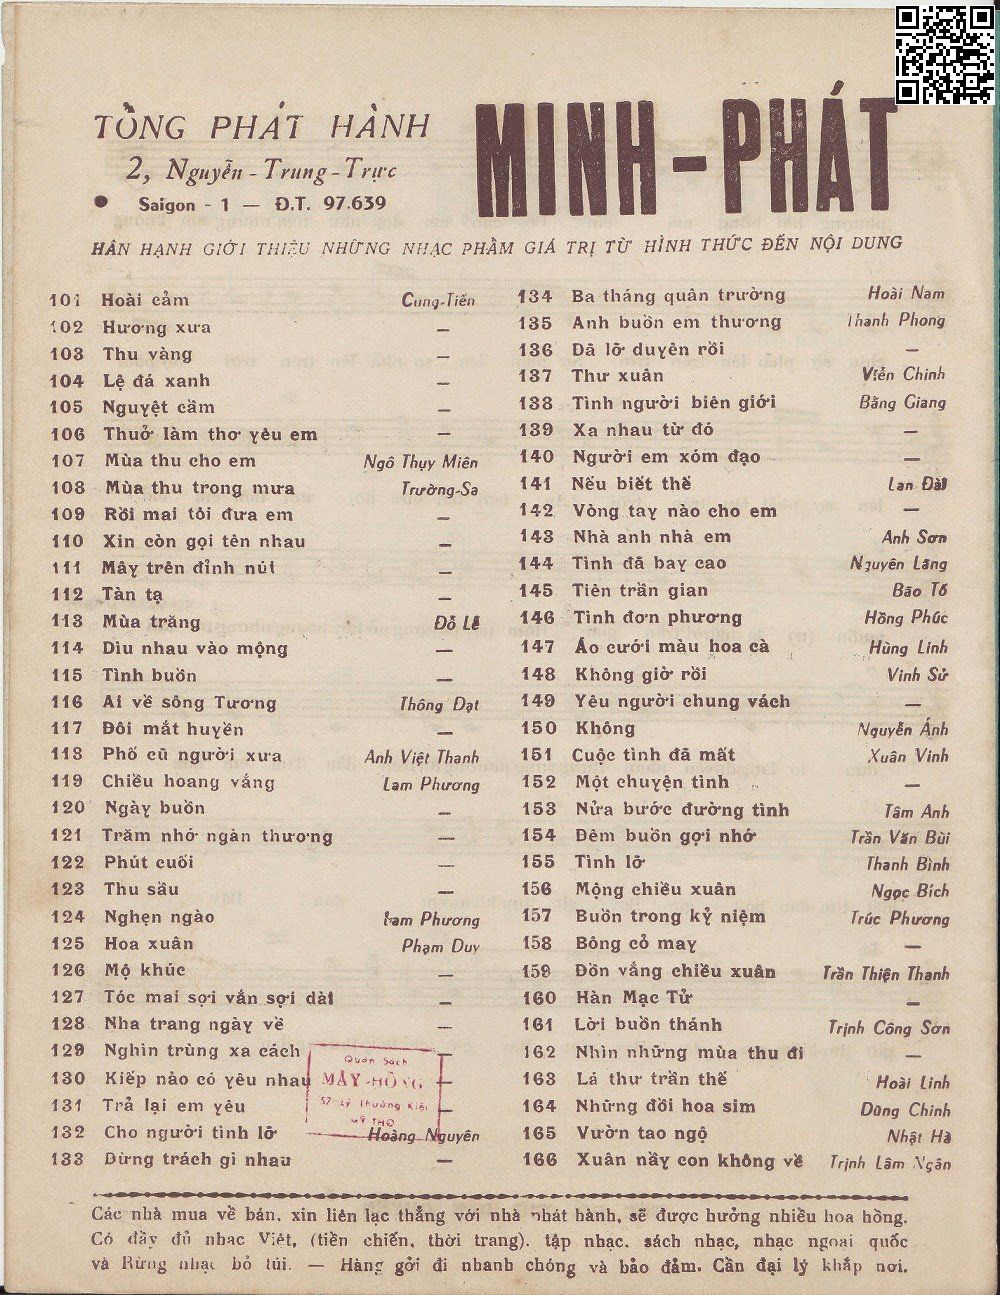 TỔNG PHÁT HÀNH
2, Nguyễn - Trung - Trực
Saigon - 1 — Đ.T. 97.639
MINH - PHÁT
HÂN HẠNH GIỚI THIỆU NHỮNG NHẠC PHẨM GIÁ TRỊ TỪ HÌNH THỨC ĐẾN NỘI DUNG
101 Hoài cảm Cung-Tiến
102 Hương xưa —
103 Thu vàng —
104 Lệ đá xanh —
105 Nguyệt cầm —
106 Thuở làm thơ yêu em —
107 Mùa thu cho em Ngô Thụy Miên
108 Mùa thu trong mưa Trường-Sa
109 Rồi mai tôi đưa em —
110 Xin còn gọi tên nhau —
111 Mây trên đỉnh núi —
112 Tàn tạ —
113 Mùa trăng Đỗ Lễ
114 Dìu nhau vào mộng —
115 Tình buồn —
116 Ai về sông Tương Thông Đạt
117 Đôi mắt huyền —
118 Phố cũ người xưa Anh Việt Thanh
119 Chiều hoang vắng Lam Phương
120 Ngày buồn —
121 Trăm nhớ ngàn thương —
122 Phút cuối —
123 Thu sầu —
124 Nghẹn ngào Lam Phương
125 Hoa xuân Phạm Duy
126 Mộ khúc —
127 Tóc mai sợi vắn sợi dài —
128 Nha trang ngày về —
129 Nghìn trùng xa cách —
130 Kiếp nào có yêu nhau —
131 Trả lại em yêu —
132 Cho người tình lỡ Hoàng Nguyên
133 Đừng trách gì nhau —
Quán Sách
MÂY-HỒNG
57 Lý Thường Kiệt
MỸ THO
134 Ba tháng quân trường Hoài Nam
135 Anh buồn em thương Thanh Phong
136 Đã lỡ duyên rồi —
137 Thư xuân Viễn Chinh
138 Tình người biên giới Bằng Giang
139 Xa nhau từ đó —
140 Người em xóm đạo —
141 Nếu biết thế Lan Đài
142 Vòng tay nào cho em —
143 Nhà anh nhà em Anh Sơn
144 Tình đã bay cao Nguyên Lãng
145 Tiên trần gian Bão Tố
146 Tình đơn phương Hồng Phúc
147 Áo cưới màu hoa cà Hùng Linh
148 Không giờ rồi Vinh Sử
149 Yêu người chung vách —
150 Không Nguyễn Ánh
151 Cuộc tình đã mất Xuân Vinh
152 Một chuyện tình —
153 Nửa bước đường tình Tâm Anh
154 Đêm buồn gợi nhớ Trần Văn Bùi
155 Tình lỡ Thanh Bình
156 Mộng chiều xuân Ngọc Bích
157 Buồn trong kỷ niệm Trúc Phương
158 Bông cỏ may —
159 Đồn vắng chiều xuân Trần Thiện Thanh
160 Hàn Mạc Tử —
161 Lời buồn thánh Trịnh Công Sơn
162 Nhìn những mùa thu đi —
163 Lá thư trần thế Hoài Linh
164 Những đồi hoa sim Dũng Chinh
165 Vườn tao ngộ Nhật Hà
166 Xuân nầy con không về Trịnh Lâm Ngân
Các nhà mua về bán, xin liên lạc thẳng với nhà phát hành, sẽ được hưởng nhiều hoa hồng.
Có đầy đủ nhạc Việt, (tiền chiến, thời trang). tập nhạc, sách nhạc, nhạc ngoại quốc
và Rừng nhạc bỏ túi. — Hàng gởi đi nhanh chóng và bảo đảm. Cần đại lý khắp nơi.